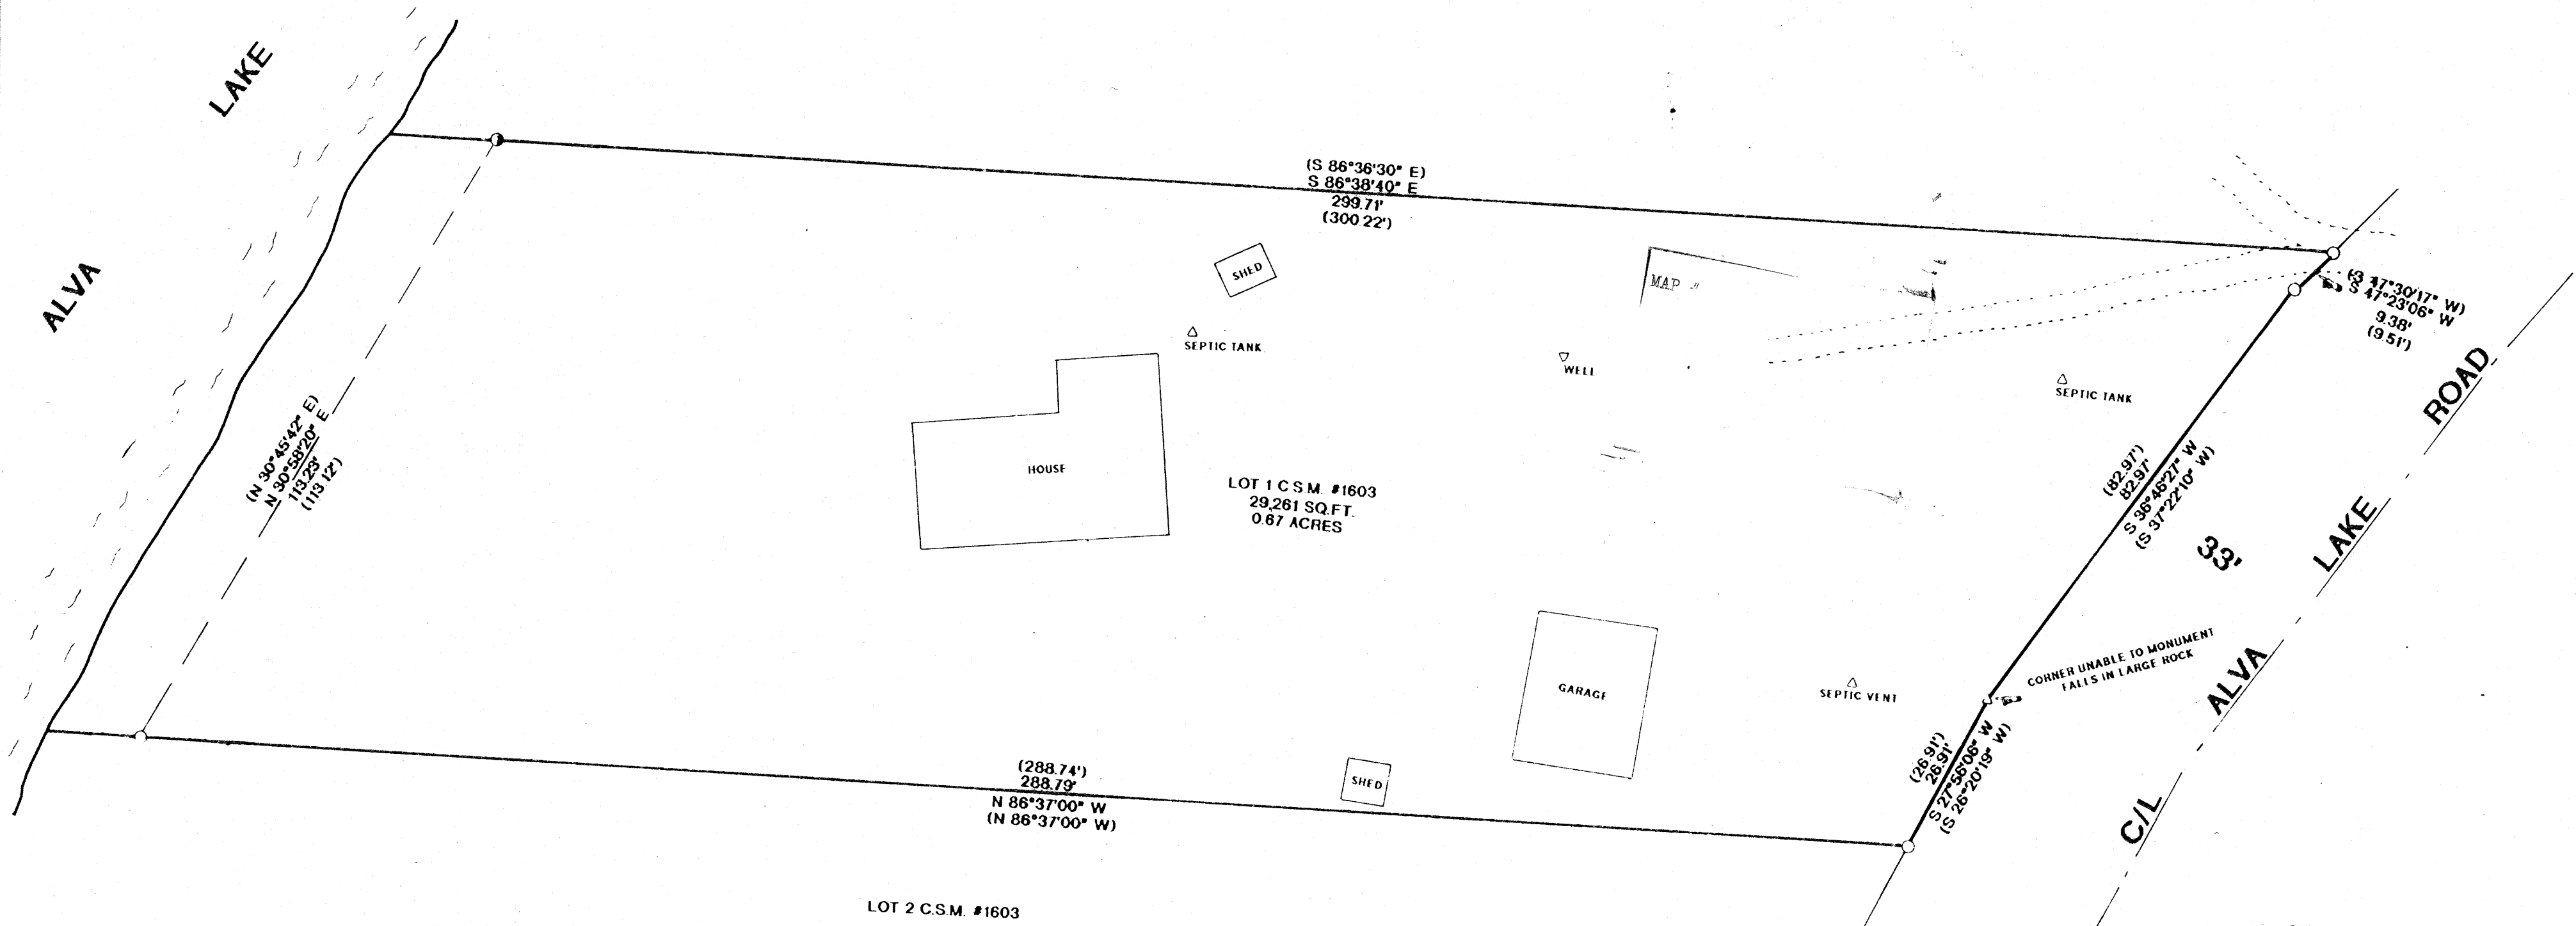 LAKE
ALVA
(S 86°36'30" E)
S 86°38'40" E
299.71'
(300 22')
SHED
MAP
(S 47°30'17" W)
S 47°23'06" W
9.38'
(9.51')
SEPTIC TANK
WELL
SEPTIC TANK
ROAD
LAKE
ALVA
C/L
(N 30°45'42" E)
N 30°58'20" E
113.23'
(113.12')
HOUSE
LOT 1 C S M. #1603
29,261 SQ.FT.
0.67 ACRES
(82.97')
82.97'
S 36°46'27" W
(S 37°22'10" W)
33'
CORNER UNABLE TO MONUMENT
FALLS IN LARGE ROCK
GARAGE
SEPTIC VENT
SHED
(26.91')
26.91'
S 27°56'06" W
(S 26°20'19" W)
(288.74')
288.79'
N 86°37'00" W
(N 86°37'00" W)
LOT 2 C.S.M. #1603